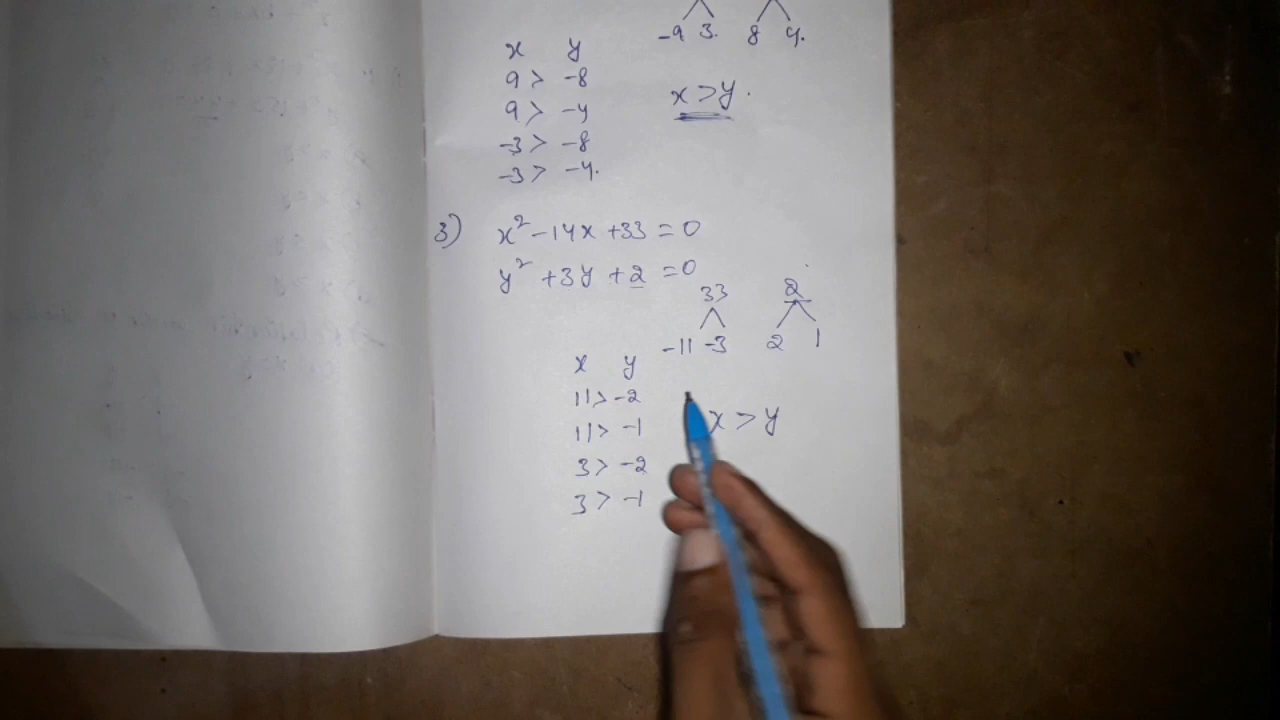 -9 3. 8 4.
x y
9 > -8
9 > -4
x > y.
-3 > -8
-3 > -4.
3) x² - 14x + 33 = 0
y² + 3y + 2 = 0
33 2
-11 -3 2 1
x y
11 > -2
11 > -1
x > y
3 > -2
3 > -1